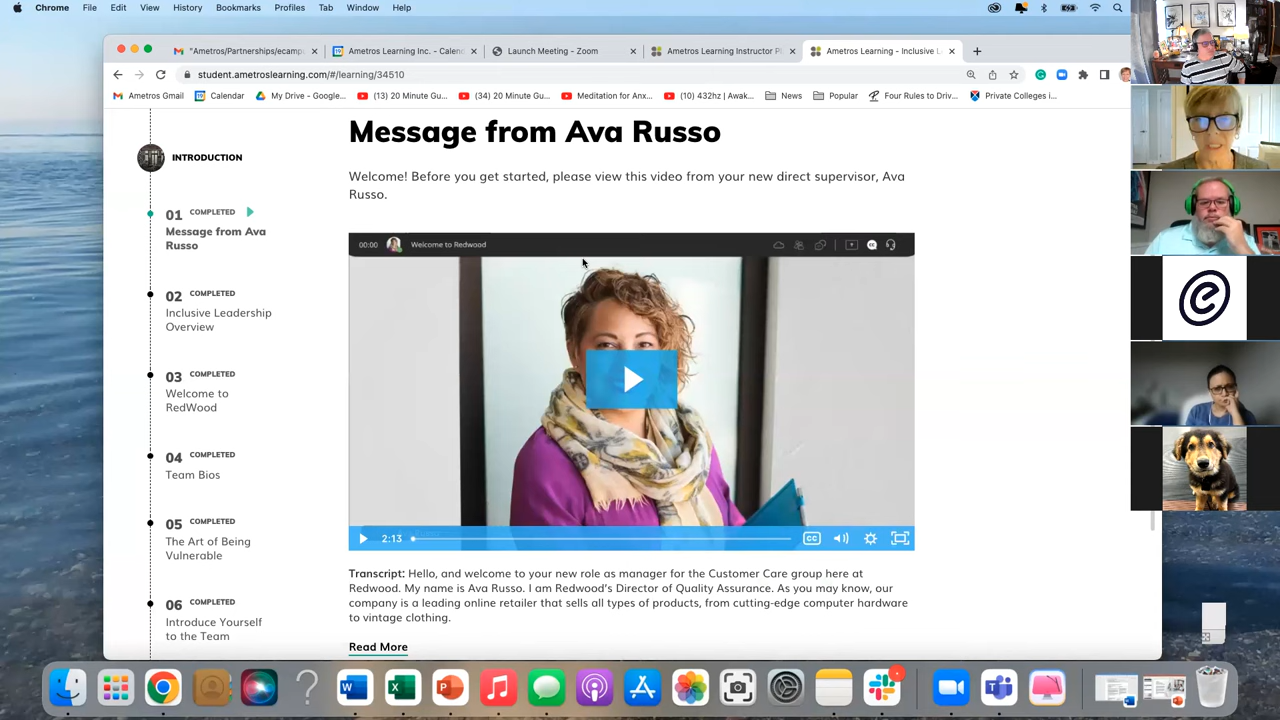 Chrome File Edit View History Bookmarks Profiles Tab Window Help
"Ametros/Partnerships/ecamp
Ametros Learning Inc. - Calend
Launch Meeting - Zoom
Ametros Learning Instructor Pl
Ametros Learning - Inclusive L
student.ametroslearning.com/#/learning/34510
Ametros Gmail
Calendar
My Drive - Google...
(13) 20 Minute Gu...
(34) 20 Minute Gu...
Meditation for Anx...
(10) 432hz | Awak...
News
Popular
Four Rules to Driv...
Private Colleges i...
INTRODUCTION
01 COMPLETED
Message from Ava
Russo
02 COMPLETED
Inclusive Leadership
Overview
03 COMPLETED
Welcome to
RedWood
04 COMPLETED
Team Bios
05 COMPLETED
The Art of Being
Vulnerable
06 COMPLETED
Introduce Yourself
to the Team
Message from Ava Russo
Welcome! Before you get started, please view this video from your new direct supervisor, Ava
Russo.
00:00 Welcome to Redwood
2:13 CC
Transcript: Hello, and welcome to your new role as manager for the Customer Care group here at
Redwood. My name is Ava Russo. I am Redwood's Director of Quality Assurance. As you may know, our
company is a leading online retailer that sells all types of products, from cutting-edge computer hardware
to vintage clothing.
Read More